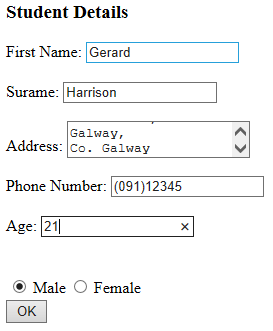 Student Details
First Name: Gerard
Surame: Harrison
Address: Galway,
Co. Galway
Phone Number: (091)12345
Age: 21
Male Female
OK